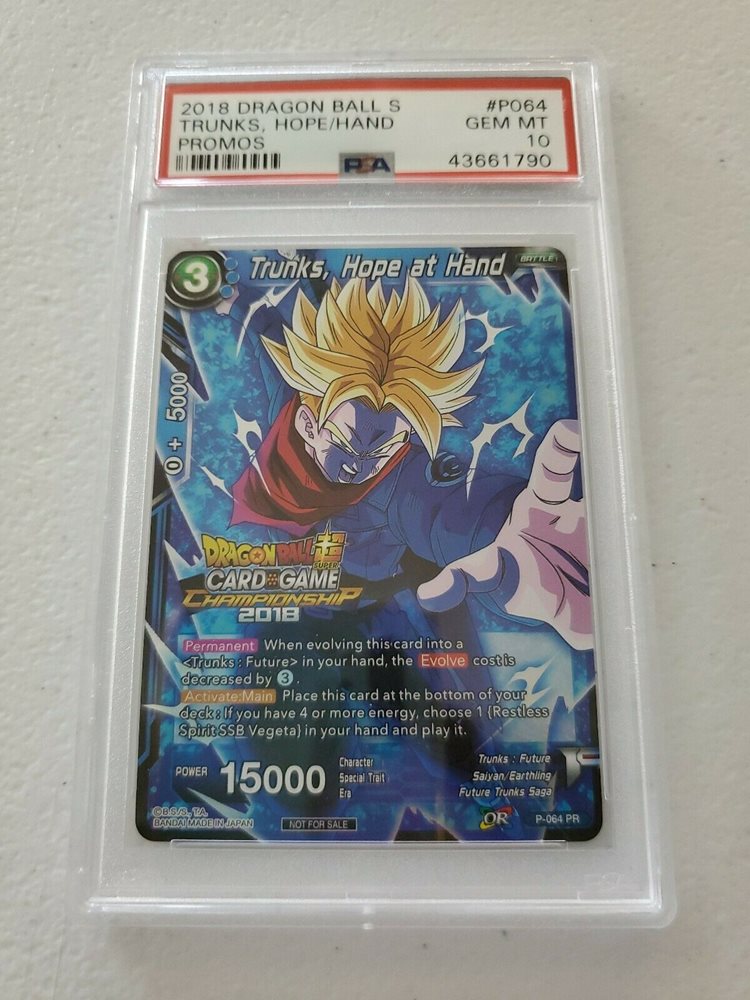 2018 DRAGON BALL S #P064
TRUNKS, HOPE/HAND GEM MT
PROMOS 10
PSA 43661790
3 Trunks, Hope at Hand BATTLE
0+ 5000
DRAGON BALL 超
SUPER
CARD GAME
CHAMPIONSHIP
2018
Permanent When evolving this card into a
<Trunks : Future> in your hand, the Evolve cost is
decreased by 3 .
Activate:Main Place this card at the bottom of your
deck : If you have 4 or more energy, choose 1 {Restless
Spirit SSB Vegeta} in your hand and play it.
POWER 15000
Character Trunks : Future
Special Trait Saiyan/Earthling
Era Future Trunks Saga
©B.S./S., T.A.
BANDAI MADE IN JAPAN NOT FOR SALE OR P-064 PR